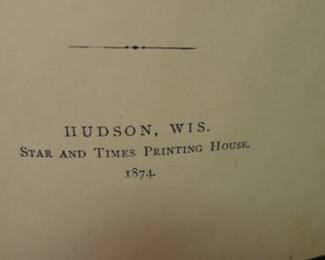 HUDSON, WIS.
STAR AND TIMES PRINTING HOUSE.
1874.